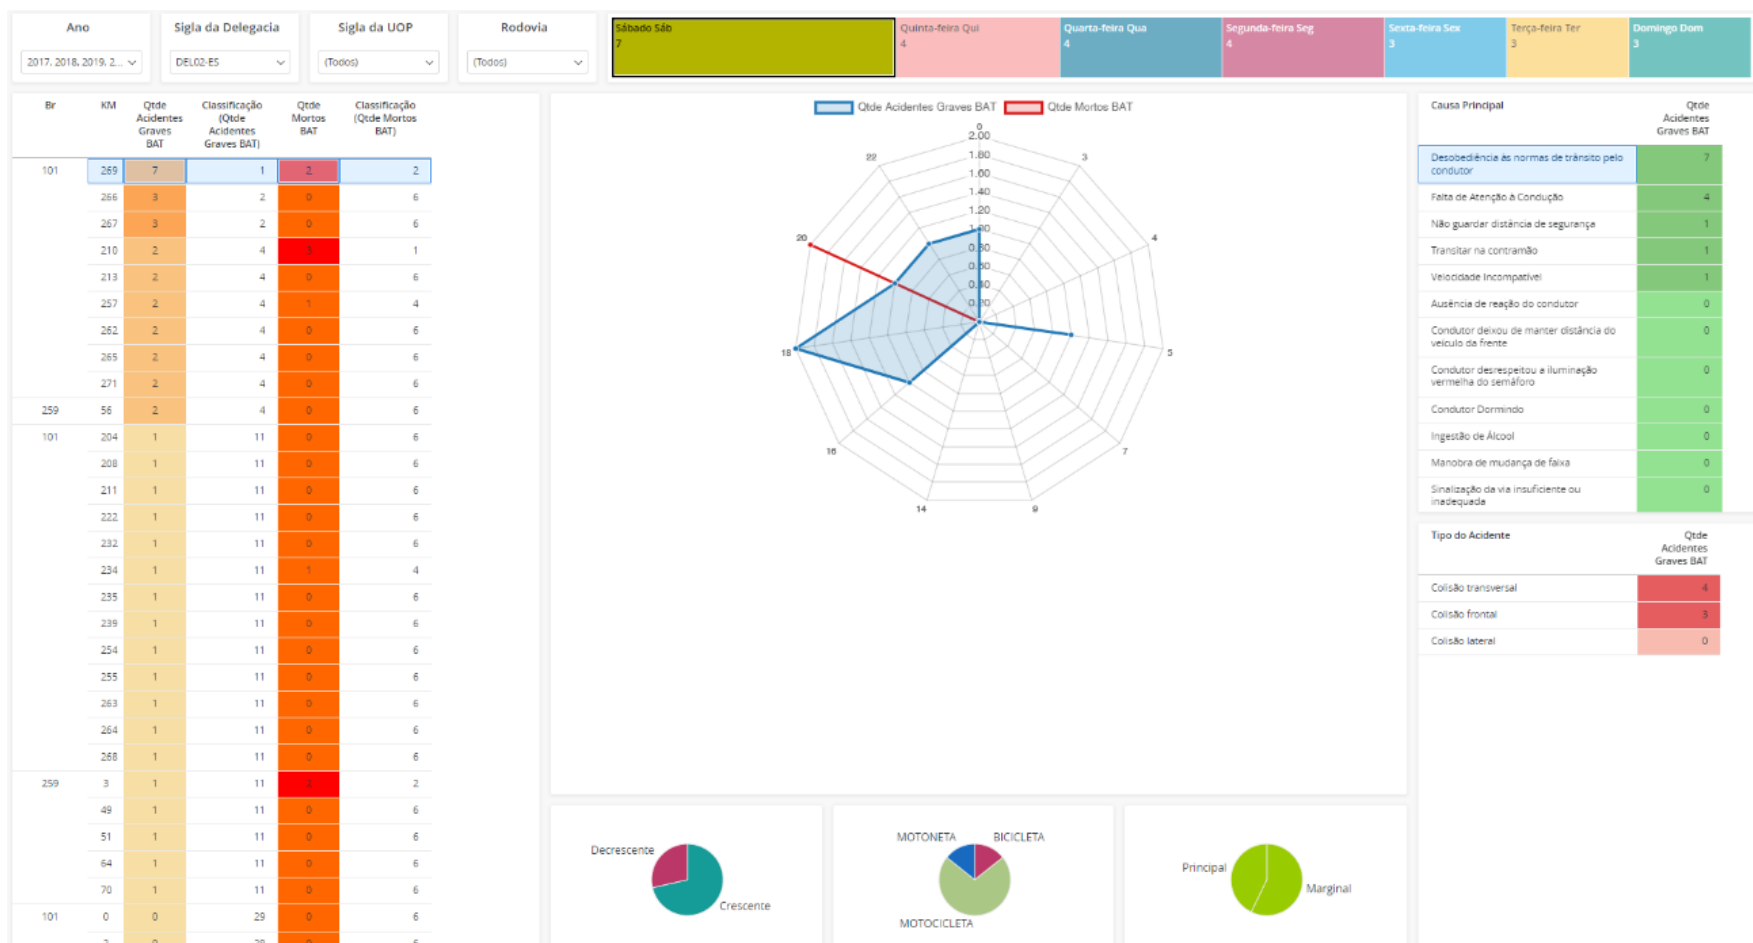 Ano
Sigla da Delegacia
Sigla da UOP
Rodovia
2017, 2018, 2019, 2...
DEL02-ES
(Todos)
(Todos)
Sábado Sáb
7
Quinta-feira Qui
4
Quarta-feira Qua
4
Segunda-feira Seg
4
Sexta-feira Sex
3
Terça-feira Ter
3
Domingo Dom
3
Br KM Qtde Acidentes Graves BAT Classificação (Qtde Acidentes Graves BAT) Qtde Mortos BAT Classificação (Qtde Mortos BAT)
101 269 7 1 2 2
266 3 2 0 6
267 3 2 0 6
210 2 4 3 1
213 2 4 0 6
257 2 4 1 4
262 2 4 0 6
265 2 4 0 6
271 2 4 0 6
259 56 2 4 0 6
101 204 1 11 0 6
208 1 11 0 6
211 1 11 0 6
222 1 11 0 6
232 1 11 0 6
234 1 11 1 4
235 1 11 0 6
239 1 11 0 6
254 1 11 0 6
255 1 11 0 6
263 1 11 0 6
264 1 11 0 6
268 1 11 0 6
259 3 1 11 2 2
49 1 11 0 6
51 1 11 0 6
64 1 11 0 6
70 1 11 0 6
101 0 0 29 0 6
Qtde Acidentes Graves BAT
Qtde Mortos BAT
0
2.00
1.80
1.60
1.40
1.20
0.80
0.60
0.40
0.20
3
4
5
7
9
14
16
18
20
22
Decrescente
Crescente
MOTONETA
BICICLETA
MOTOCICLETA
Principal
Marginal
Causa Principal
Qtde
Acidentes
Graves BAT
Desobediência às normas de trânsito pelo
condutor 7
Falta de Atenção à Condução 4
Não guardar distância de segurança 1
Transitar na contramão 1
Velocidade Incompatível 1
Ausência de reação do condutor 0
Condutor deixou de manter distância do
veículo da frente 0
Condutor desrespeitou a iluminação
vermelha do semáforo 0
Condutor Dormindo 0
Ingestão de Álcool 0
Manobra de mudança de faixa 0
Sinalização da via insuficiente ou
inadequada 0
Tipo do Acidente
Qtde
Acidentes
Graves BAT
Colisão transversal 4
Colisão frontal 3
Colisão lateral 0